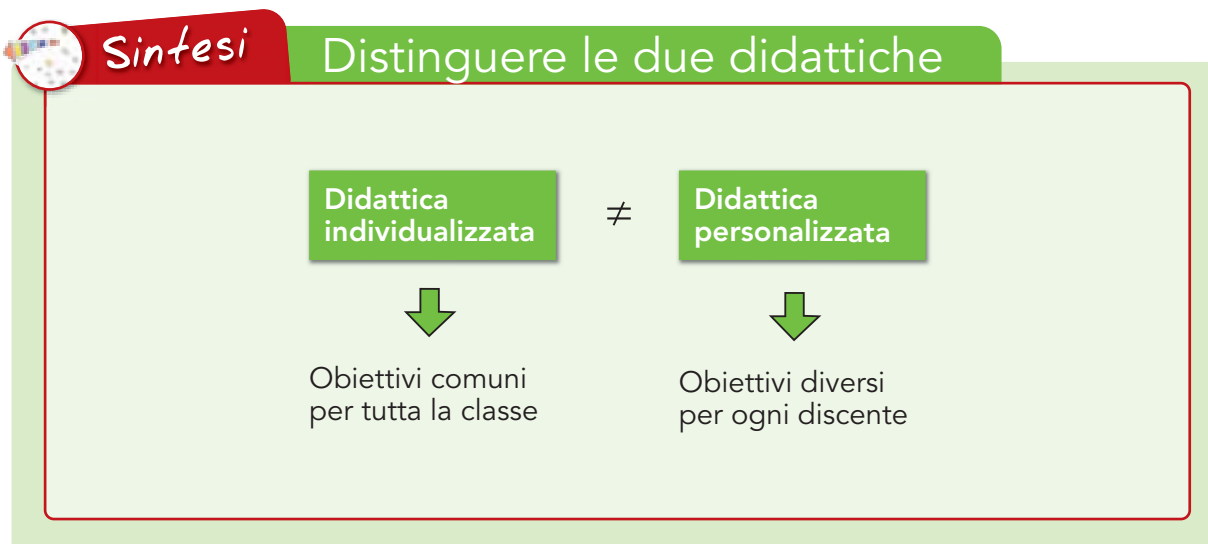 Sintesi
Distinguere le due didattiche
Didattica
individualizzata
≠
Didattica
personalizzata
Obiettivi comuni
per tutta la classe
Obiettivi diversi
per ogni discente